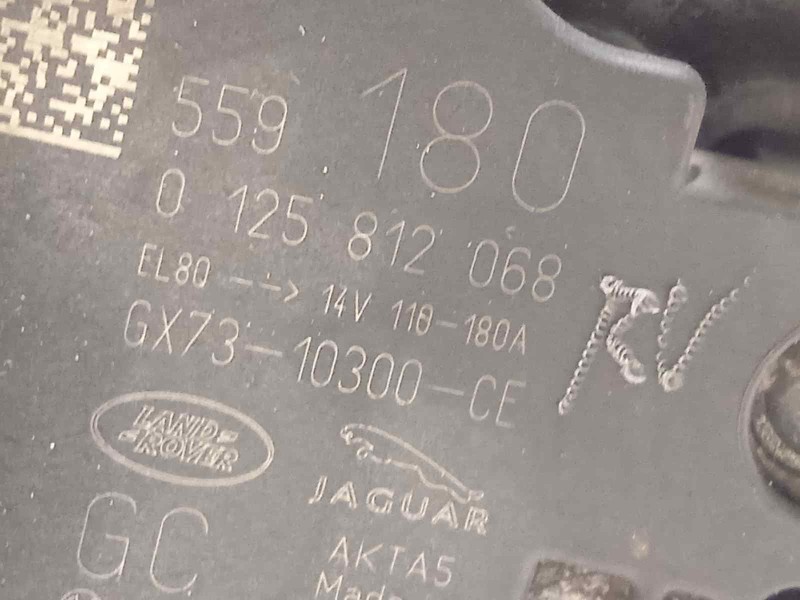 559 180
0 125 812 068
EL80 --> 14V 110-180A
GX73-10300-CE
LAND
ROVER
JAGUAR
GC
AKTA5
Made
RV